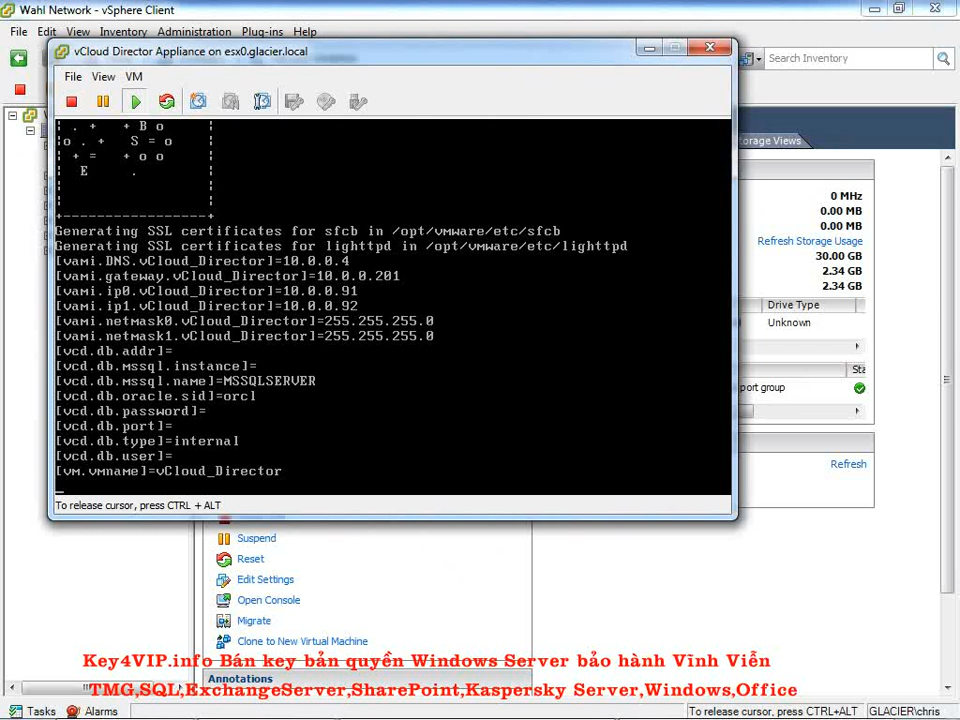 Wahl Network - vSphere Client
File Edit View Inventory Administration Plug-ins Help
vCloud Director Appliance on esx0.glacier.local
Search Inventory
File View VM
orage Views
. + + B o
o . + S = o
+ = + o o
E .
+-----------------+
Generating SSL certificates for sfcb in /opt/vmware/etc/sfcb
Generating SSL certificates for lighttpd in /opt/vmware/etc/lighttpd
[vami.DNS.vCloud_Director]=10.0.0.4
[vami.gateway.vCloud_Director]=10.0.0.201
[vami.ip0.vCloud_Director]=10.0.0.91
[vami.ip1.vCloud_Director]=10.0.0.92
[vami.netmask0.vCloud_Director]=255.255.255.0
[vami.netmask1.vCloud_Director]=255.255.255.0
[vcd.db.addr]=
[vcd.db.mssql.instance]=
[vcd.db.mssql.name]=MSSQLSERVER
[vcd.db.oracle.sid]=orcl
[vcd.db.password]=
[vcd.db.port]=
[vcd.db.type]=internal
[vcd.db.user]=
[vm.vmname]=vCloud_Director
To release cursor, press CTRL + ALT
0 MHz
0.00 MB
0.00 MB
Refresh Storage Usage
30.00 GB
2.34 GB
2.34 GB
Drive Type
Unknown
Sta
port group
Refresh
Suspend
Reset
Edit Settings
Open Console
Migrate
Clone to New Virtual Machine
Key4VIP.info Bán key bản quyền Windows Server bảo hành Vĩnh Viễn
Annotations
TMG,SQL,ExchangeServer,SharePoint,Kaspersky Server,Windows,Office
Tasks Alarms
To release cursor, press CTRL+ALT
GLACIER\chris